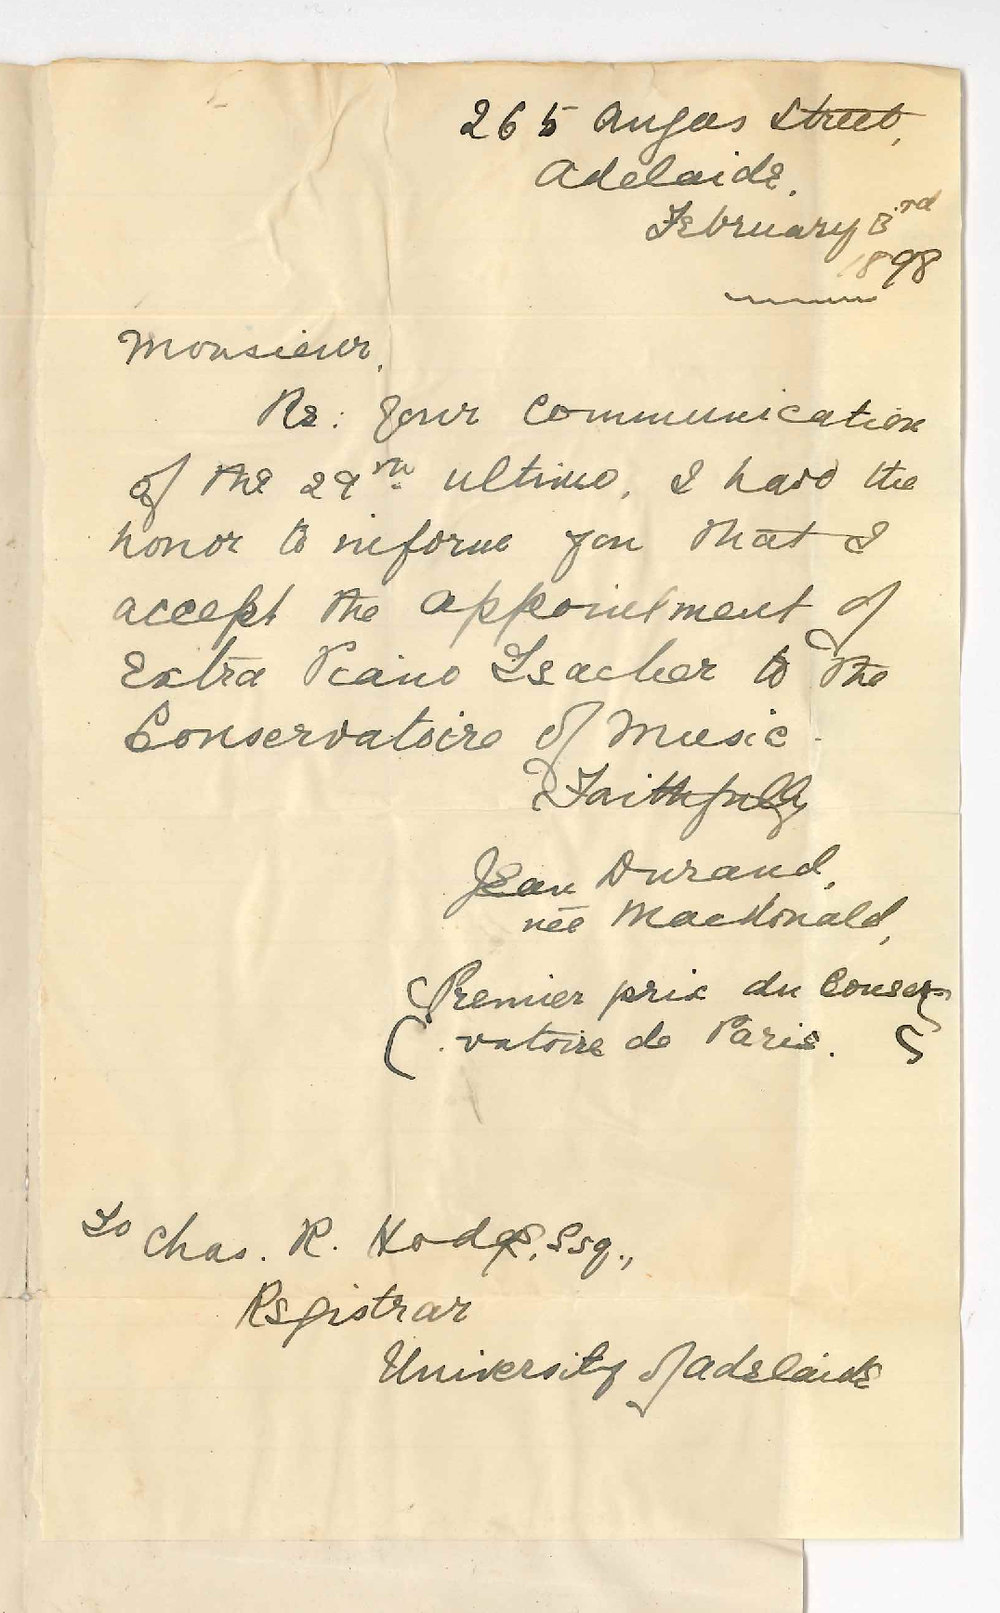 265 Angas Street,
Adelaide.
February 3rd
1898
Monsieur,
Re: Your Communication
of the 29th ultimo, I have the
honor to inform you that I
accept the appointment of
Extra Piano Teacher to the
Conservatoire of Music.
Faithfully
Jean Durand,
née MacDonald,
(Premier prix du Conser-
vatoire de Paris.)
To Chas. R. Hodge, Esq.,
Registrar
University of Adelaide